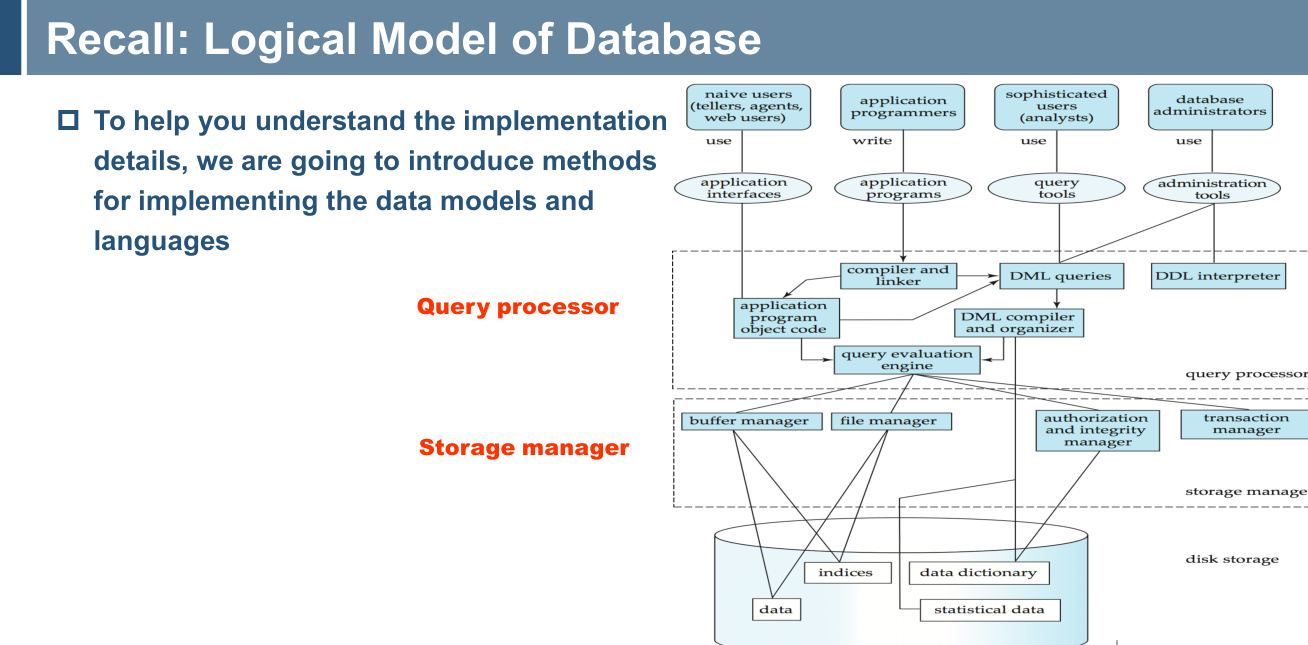 Recall: Logical Model of Database
To help you understand the implementation
details, we are going to introduce methods
for implementing the data models and
languages
Query processor
Storage manager
naive users
(tellers, agents,
web users)
application
programmers
sophisticated
users
(analysts)
database
administrators
use
write
use
use
application
interfaces
application
programs
query
tools
administration
tools
compiler and
linker
DML queries
DDL interpreter
application
program
object code
DML compiler
and organizer
query evaluation
engine
query processor
buffer manager
file manager
authorization
and integrity
manager
transaction
manager
storage manage
disk storage
indices
data dictionary
data
statistical data